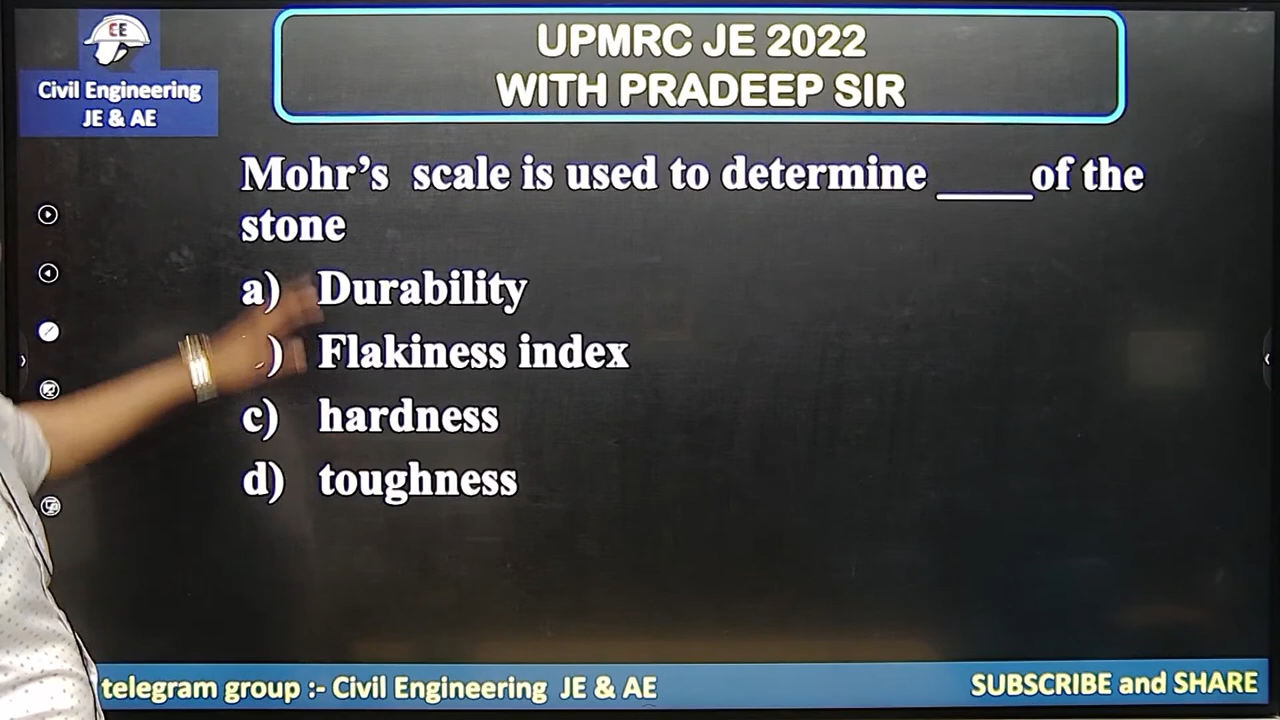 CE
Civil Engineering
JE & AE
UPMRC JE 2022
WITH PRADEEP SIR
Mohr's scale is used to determine ____of the
stone
a) Durability
) Flakiness index
c) hardness
d) toughness
telegram group :- Civil Engineering JE & AE
SUBSCRIBE and SHARE